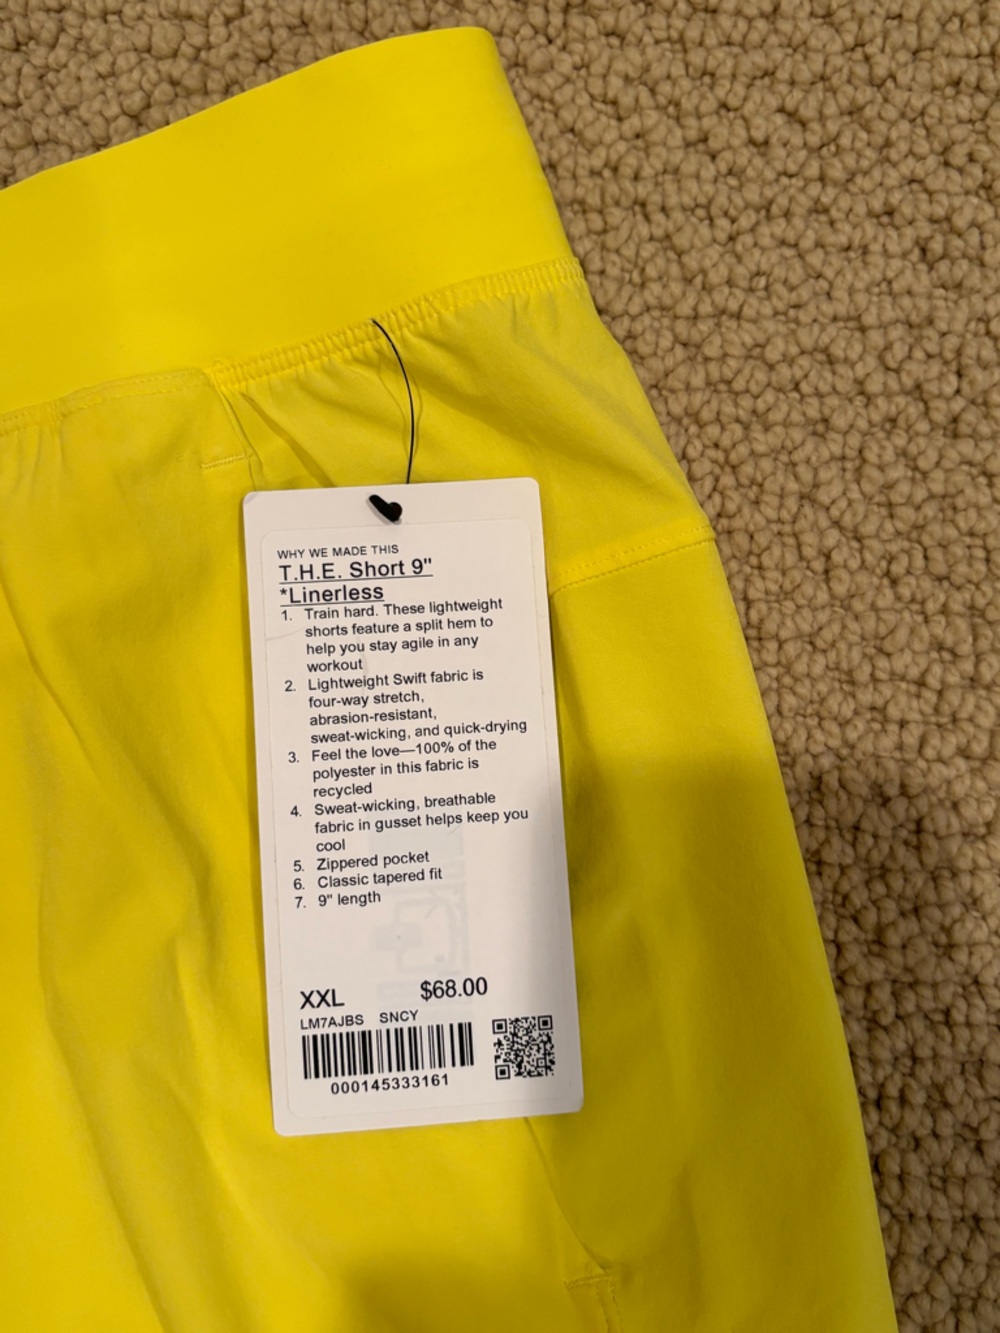 WHY WE MADE THIS
T.H.E. Short 9"
*Linerless
1. Train hard. These lightweight
shorts feature a split hem to
help you stay agile in any
workout
2. Lightweight Swift fabric is
four-way stretch,
abrasion-resistant,
sweat-wicking, and quick-drying
3. Feel the love—100% of the
polyester in this fabric is
recycled
4. Sweat-wicking, breathable
fabric in gusset helps keep you
cool
5. Zippered pocket
6. Classic tapered fit
7. 9" length
XXL $68.00
LM7AJBS SNCY
000145333161